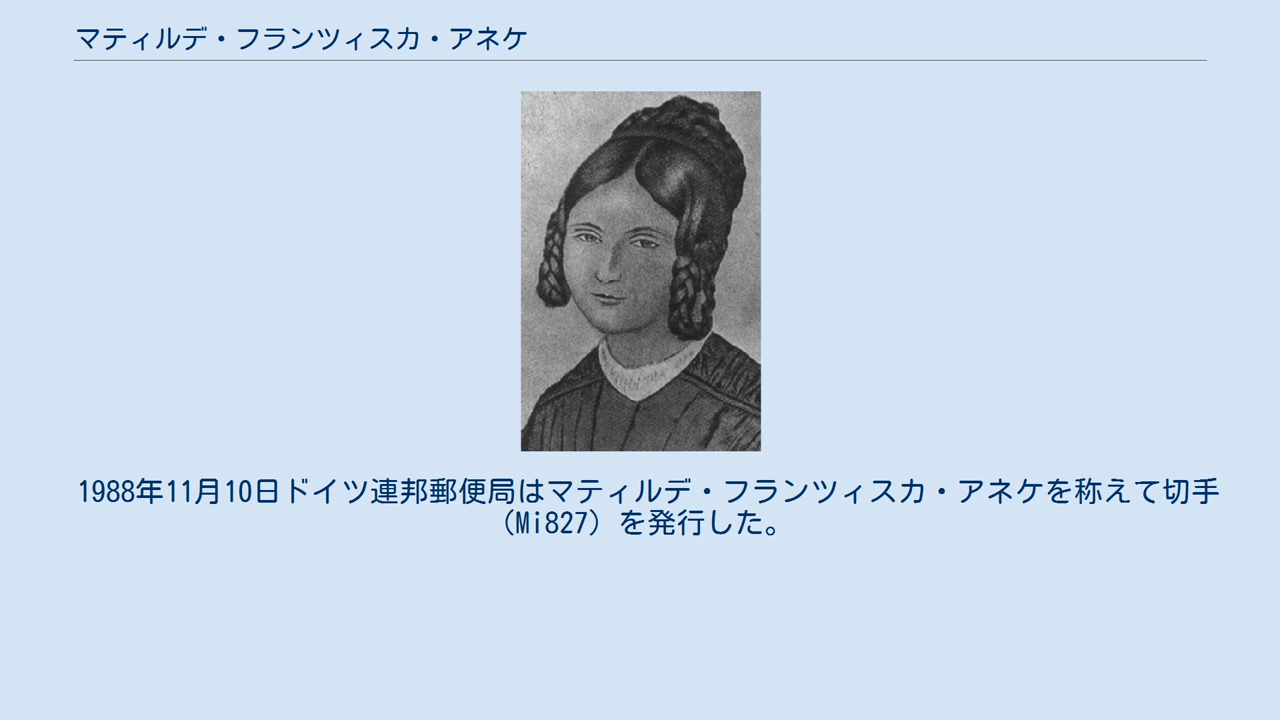 マティルデ・フランツィスカ・アネケ
1988年11月10日ドイツ連邦郵便局はマティルデ・フランツィスカ・アネケを称えて切手
（Mi827）を発行した。